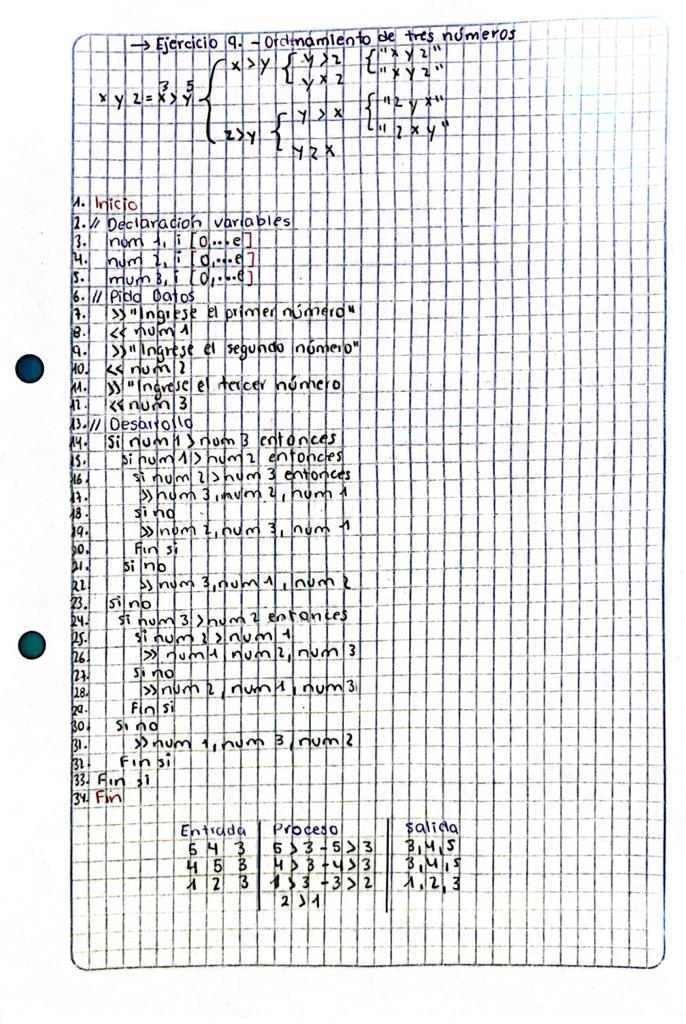 → Ejercicio 9. - Ordenamiento de tres números
x>y { y>z { "x y z"
y x z "x y z"
x y z = x > y
3 5
z>y { y > x { "z y x"
y z x "z x y"
1. Inicio
2. // Declaracion variables
3. num 1, i [0,...e]
4. num 2, i [0,...e]
5. mum 3, i [0,...e]
6. // Pido Datos
7. >> "Ingrese el primer número"
8. << num 1
9. >> "Ingrese el segundo número"
10. << num 2
11. >> "Ingrese el tercer número
12. << num 3
13. // Desarrollo
14. Si num 1 > num 3 entonces
15. si num 1 > num 2 entonces
16. si num 2 > num 3 entonces
17. >> num 3, num 2, num 1
18. si no
19. >> num 2, num 3, num 1
20. Fin si
21. si no
22. >> num 3, num 1, num 2
23. si no
24. si num 3 > num 2 entonces
25. si num 2 > num 1
26. >> num 1, num 2, num 3
27. si no
28. >> num 2, num 1, num 3
29. Fin si
30. Si no
31. >> num 1, num 3, num 2
32. Fin si
33. Fin si
34. Fin
Entrada Proceso Salida
5 4 3 5 > 3 - 5 > 3 3, 4, 5
4 5 3 4 > 3 - 4 > 3 3, 4, 5
1 2 3 1 > 3 - 3 > 2 1, 2, 3
2 > 1